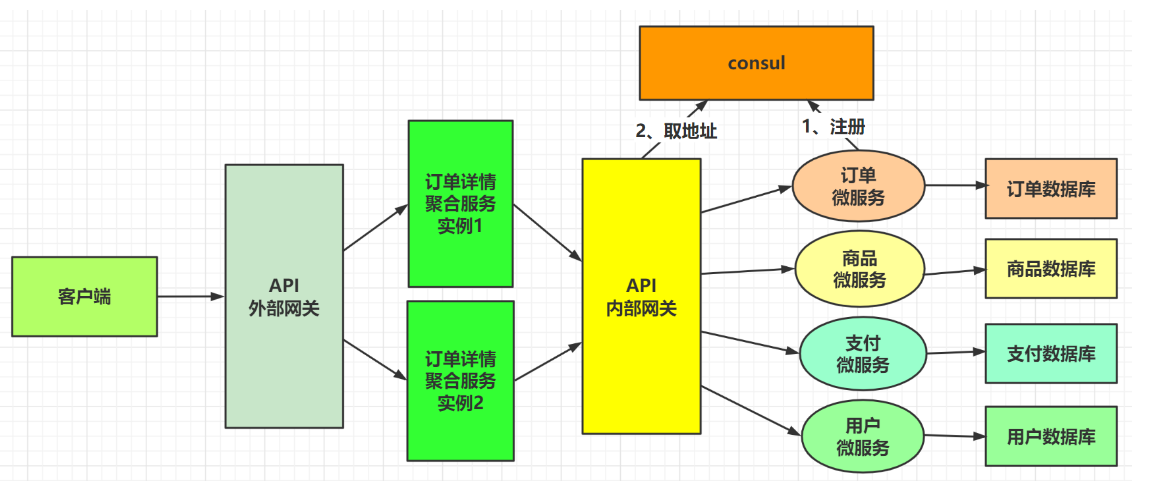 consul
2、取地址
1、注册
客户端
API
外部网关
订单详情
聚合服务
实例1
订单详情
聚合服务
实例2
API
内部网关
订单
微服务
订单数据库
商品
微服务
商品数据库
支付
微服务
支付数据库
用户
微服务
用户数据库